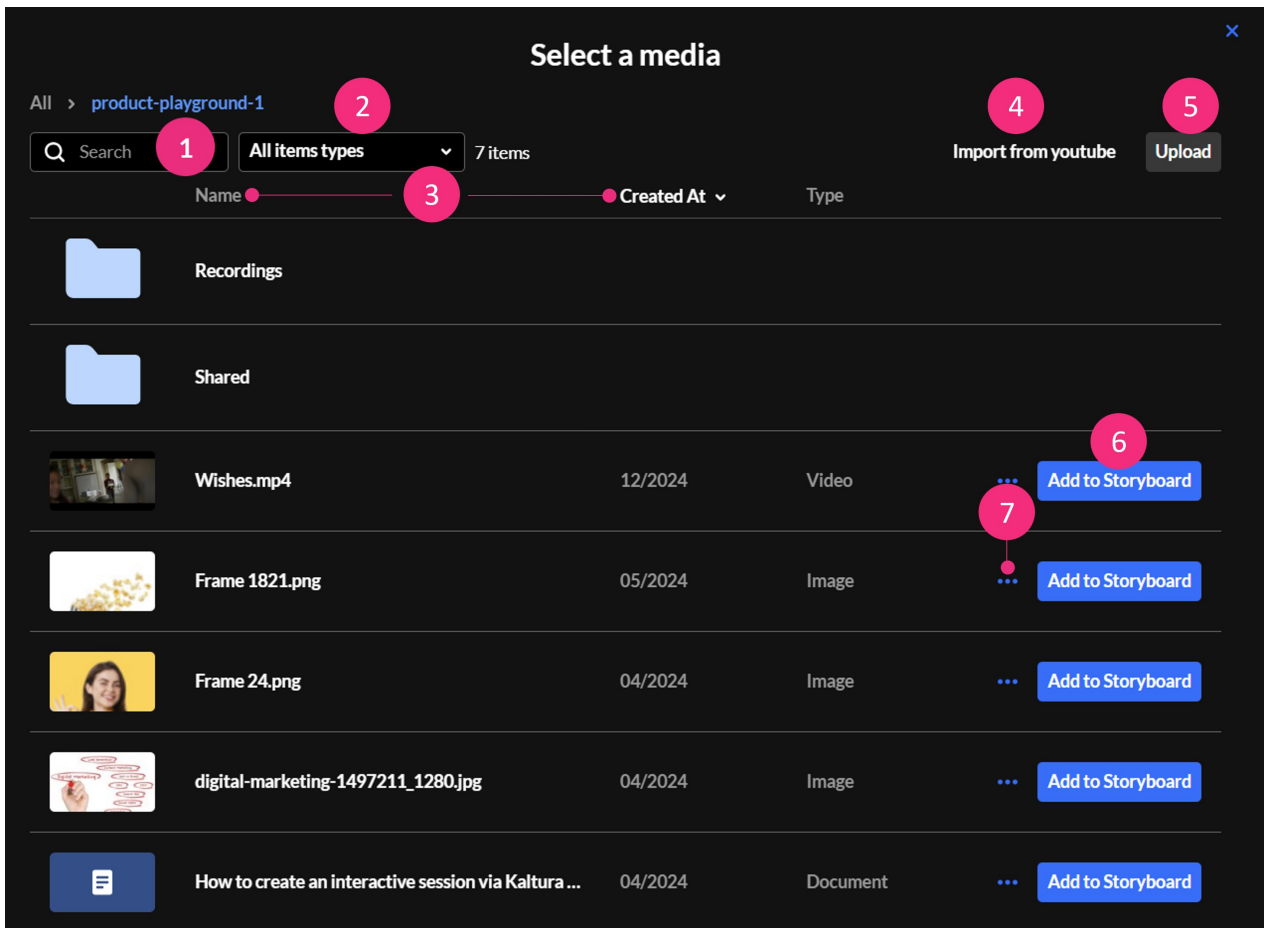 Select a media
All > product-playground-1
2
4
5
Search
1
All items types
7 items
Import from youtube
Upload
Name
3
Created At
Type
Recordings
Shared
6
Wishes.mp4
12/2024
Video
Add to Storyboard
7
Frame 1821.png
05/2024
Image
Add to Storyboard
Frame 24.png
04/2024
Image
Add to Storyboard
digital-marketing-1497211_1280.jpg
04/2024
Image
Add to Storyboard
How to create an interactive session via Kaltura ...
04/2024
Document
Add to Storyboard